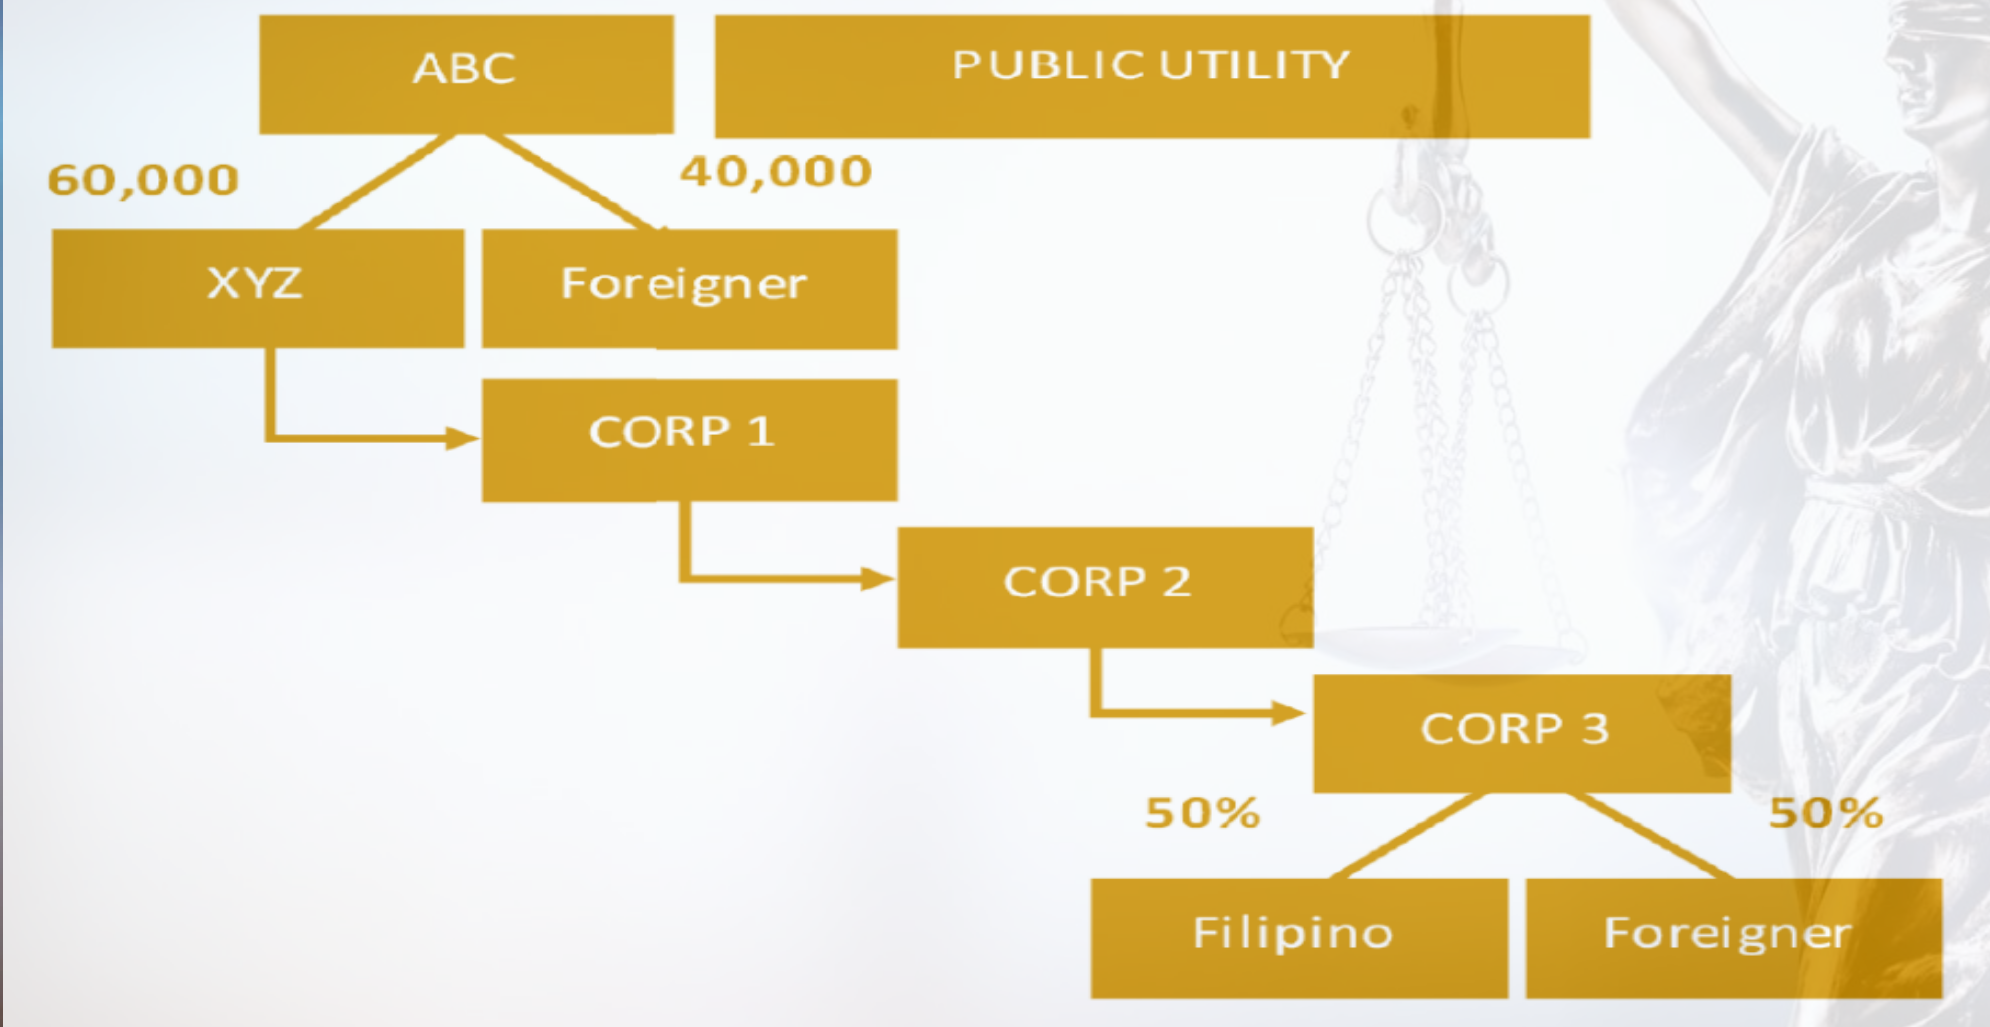 ABC
PUBLIC UTILITY
60,000
40,000
XYZ
Foreigner
CORP 1
CORP 2
CORP 3
50%
50%
Filipino
Foreigner